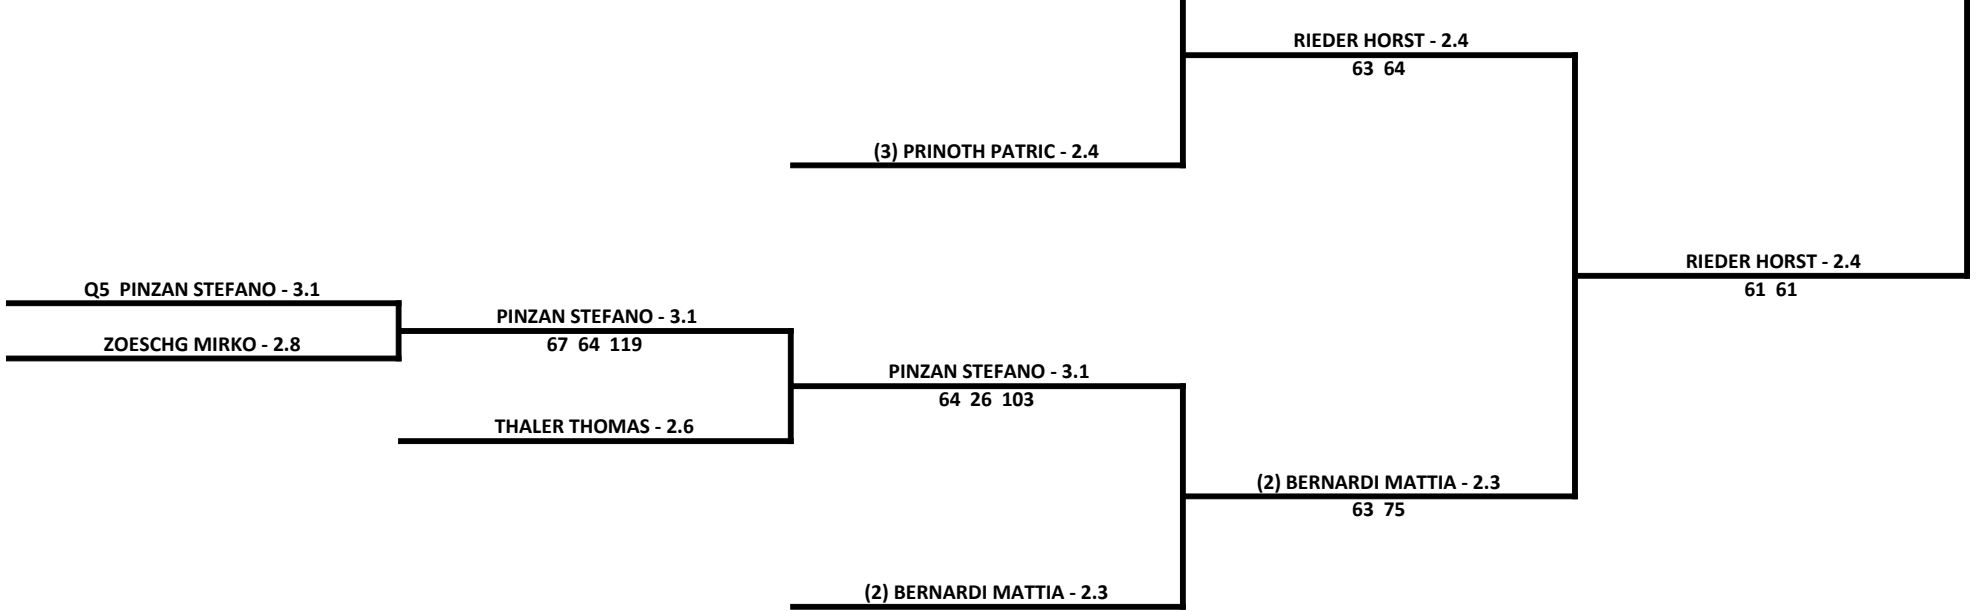 RIEDER HORST - 2.4
63 64
(3) PRINOTH PATRIC - 2.4
RIEDER HORST - 2.4
61 61
Q5 PINZAN STEFANO - 3.1
PINZAN STEFANO - 3.1
ZOESCHG MIRKO - 2.8
67 64 119
PINZAN STEFANO - 3.1
64 26 103
THALER THOMAS - 2.6
(2) BERNARDI MATTIA - 2.3
63 75
(2) BERNARDI MATTIA - 2.3